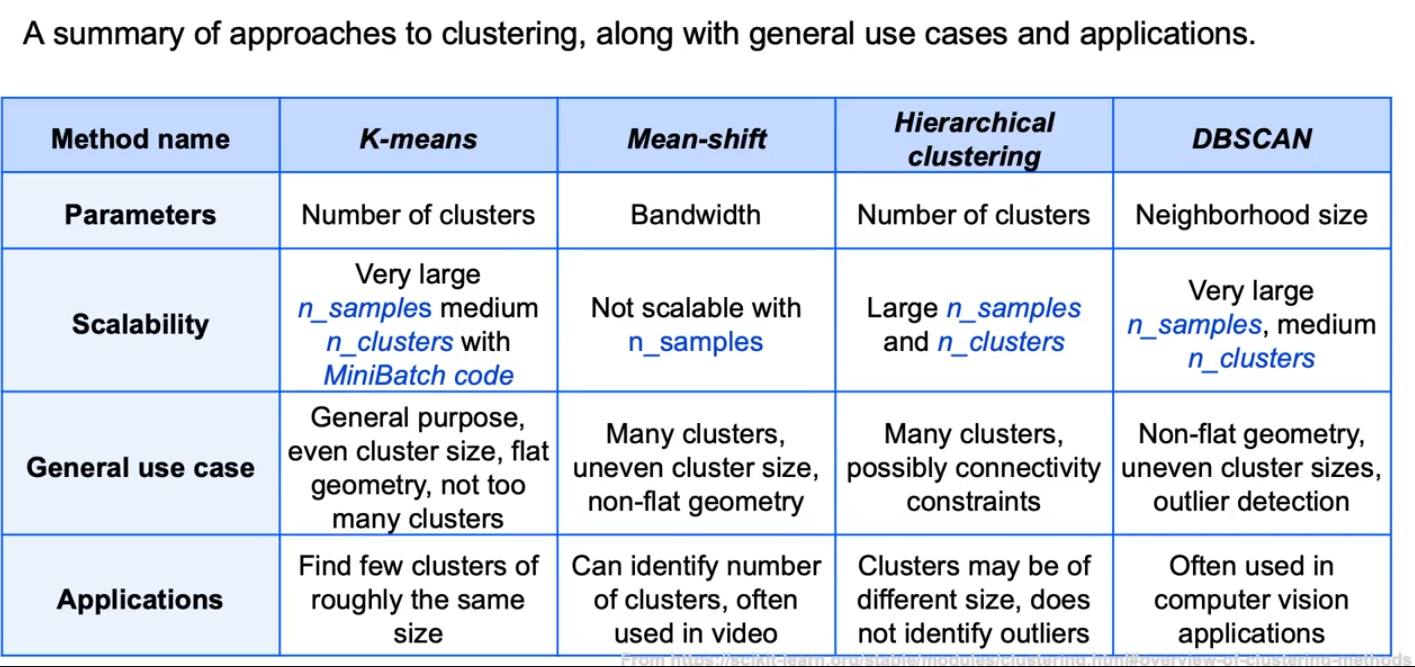 A summary of approaches to clustering, along with general use cases and applications.
Method name
K-means
Mean-shift
Hierarchical
clustering
DBSCAN
Parameters
Number of clusters
Bandwidth
Number of clusters
Neighborhood size
Scalability
Very large
n_samples medium
n_clusters with
MiniBatch code
Not scalable with
n_samples
Large n_samples
and n_clusters
Very large
n_samples, medium
n_clusters
General use case
General purpose,
even cluster size, flat
geometry, not too
many clusters
Many clusters,
uneven cluster size,
non-flat geometry
Many clusters,
possibly connectivity
constraints
Non-flat geometry,
uneven cluster sizes,
outlier detection
Applications
Find few clusters of
roughly the same
size
Can identify number
of clusters, often
used in video
Clusters may be of
different size, does
not identify outliers
Often used in
computer vision
applications
From https://scikit-learn.org/stable/modules/clustering.html#overview-of-clustering-methods